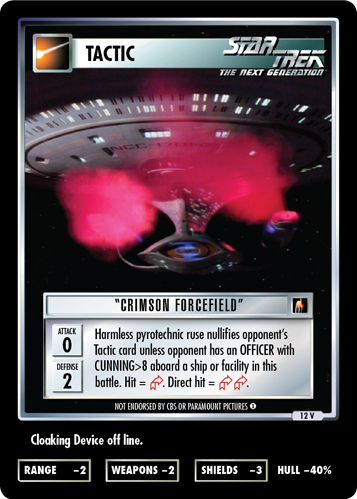 TACTIC
STAR TREK
THE NEXT GENERATION
"CRIMSON FORCEFIELD"
ATTACK
0
DEFENSE
2
Harmless pyrotechnic ruse nullifies opponent's
Tactic card unless opponent has an OFFICER with
CUNNING>8 aboard a ship or facility in this
battle. Hit = . Direct hit = .
NOT ENDORSED BY CBS OR PARAMOUNT PICTURES
12 V
Cloaking Device off line.
RANGE -2 WEAPONS -2 SHIELDS -3 HULL -40%